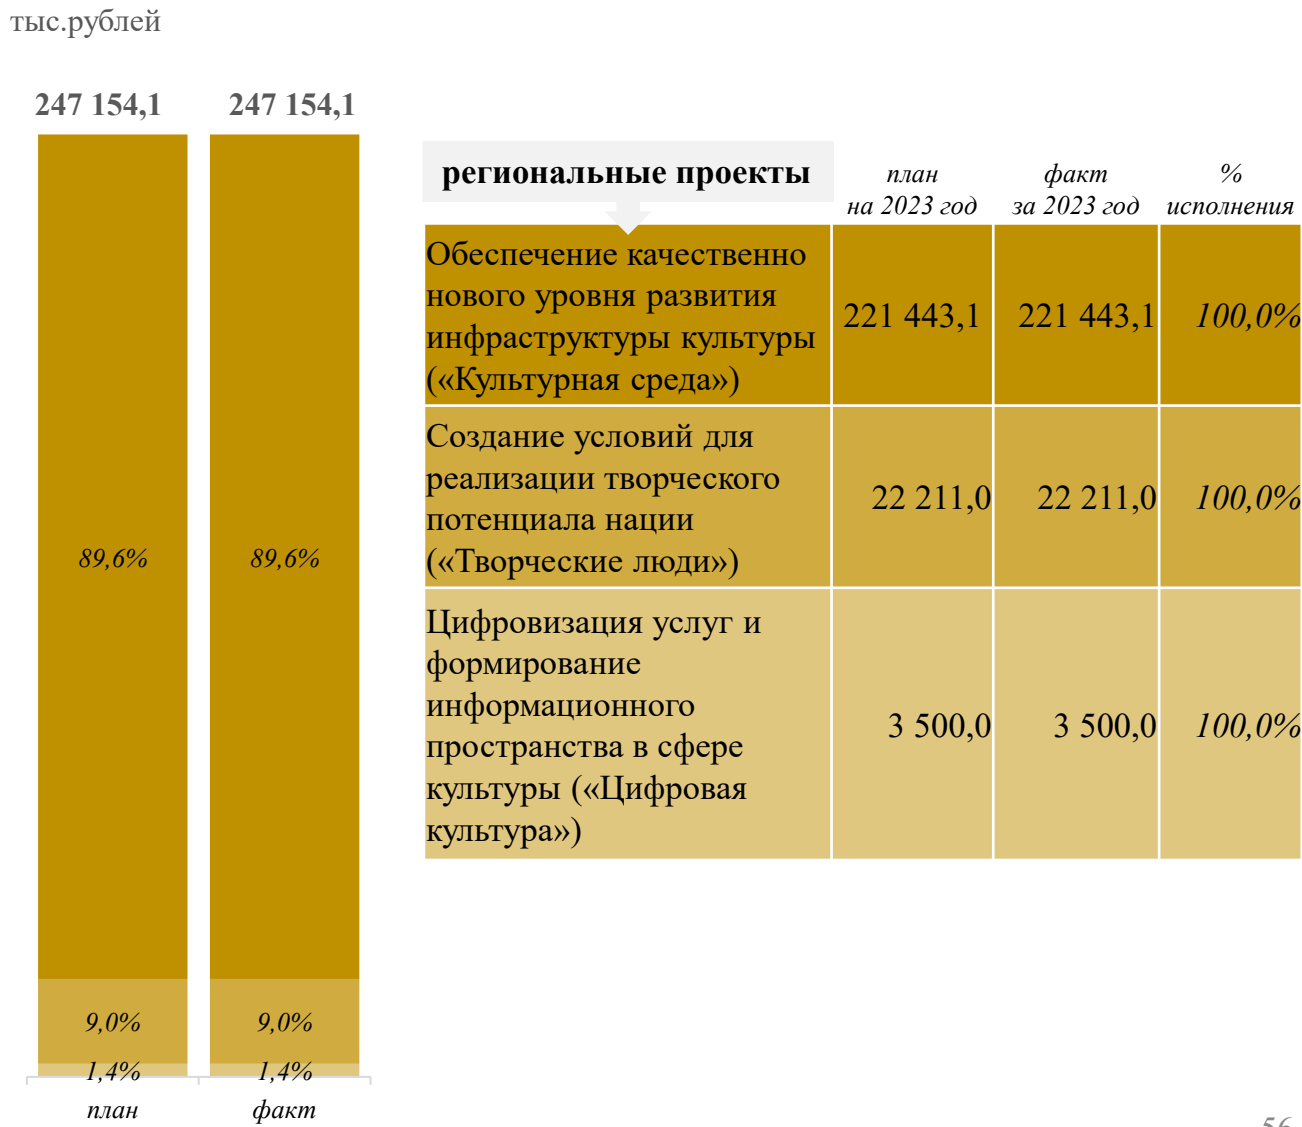 тыс.рублей
247 154,1 247 154,1
89,6% 89,6%
9,0% 9,0%
1,4% 1,4%
план факт
региональные проекты
план
на 2023 год
факт
за 2023 год
%
исполнения
Обеспечение качественно
нового уровня развития
инфраструктуры культуры
(«Культурная среда»)
221 443,1 221 443,1 100,0%
Создание условий для
реализации творческого
потенциала нации
(«Творческие люди»)
22 211,0 22 211,0 100,0%
Цифровизация услуг и
формирование
информационного
пространства в сфере
культуры («Цифровая
культура»)
3 500,0 3 500,0 100,0%
56